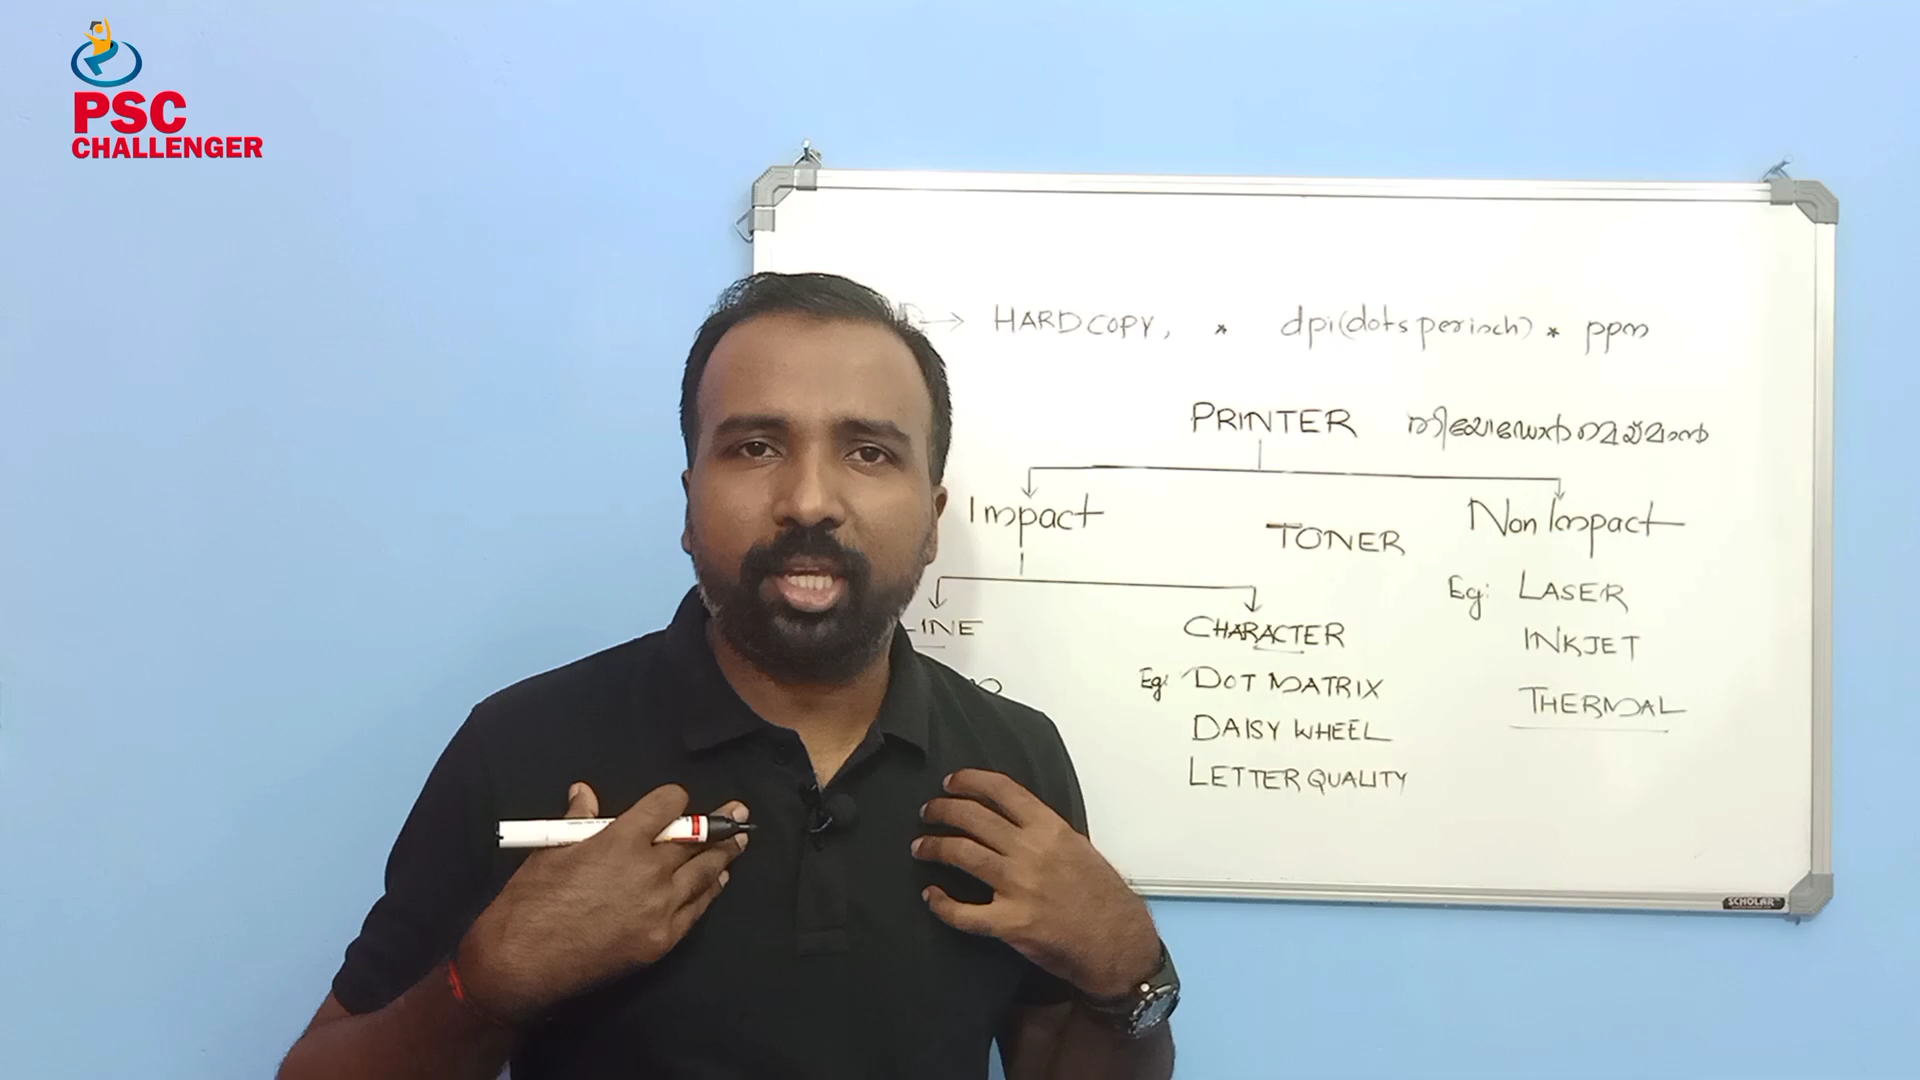 PSC
CHALLENGER
→ HARDCOPY, * dpi(dots per inch) * ppm
PRINTER
Impact
Non Impact
TONER
LINE
CHARACTER
Eg: DOT MATRIX
DAISY WHEEL
LETTER QUALITY
Eg: LASER
INKJET
THERMAL
SCHOLAR